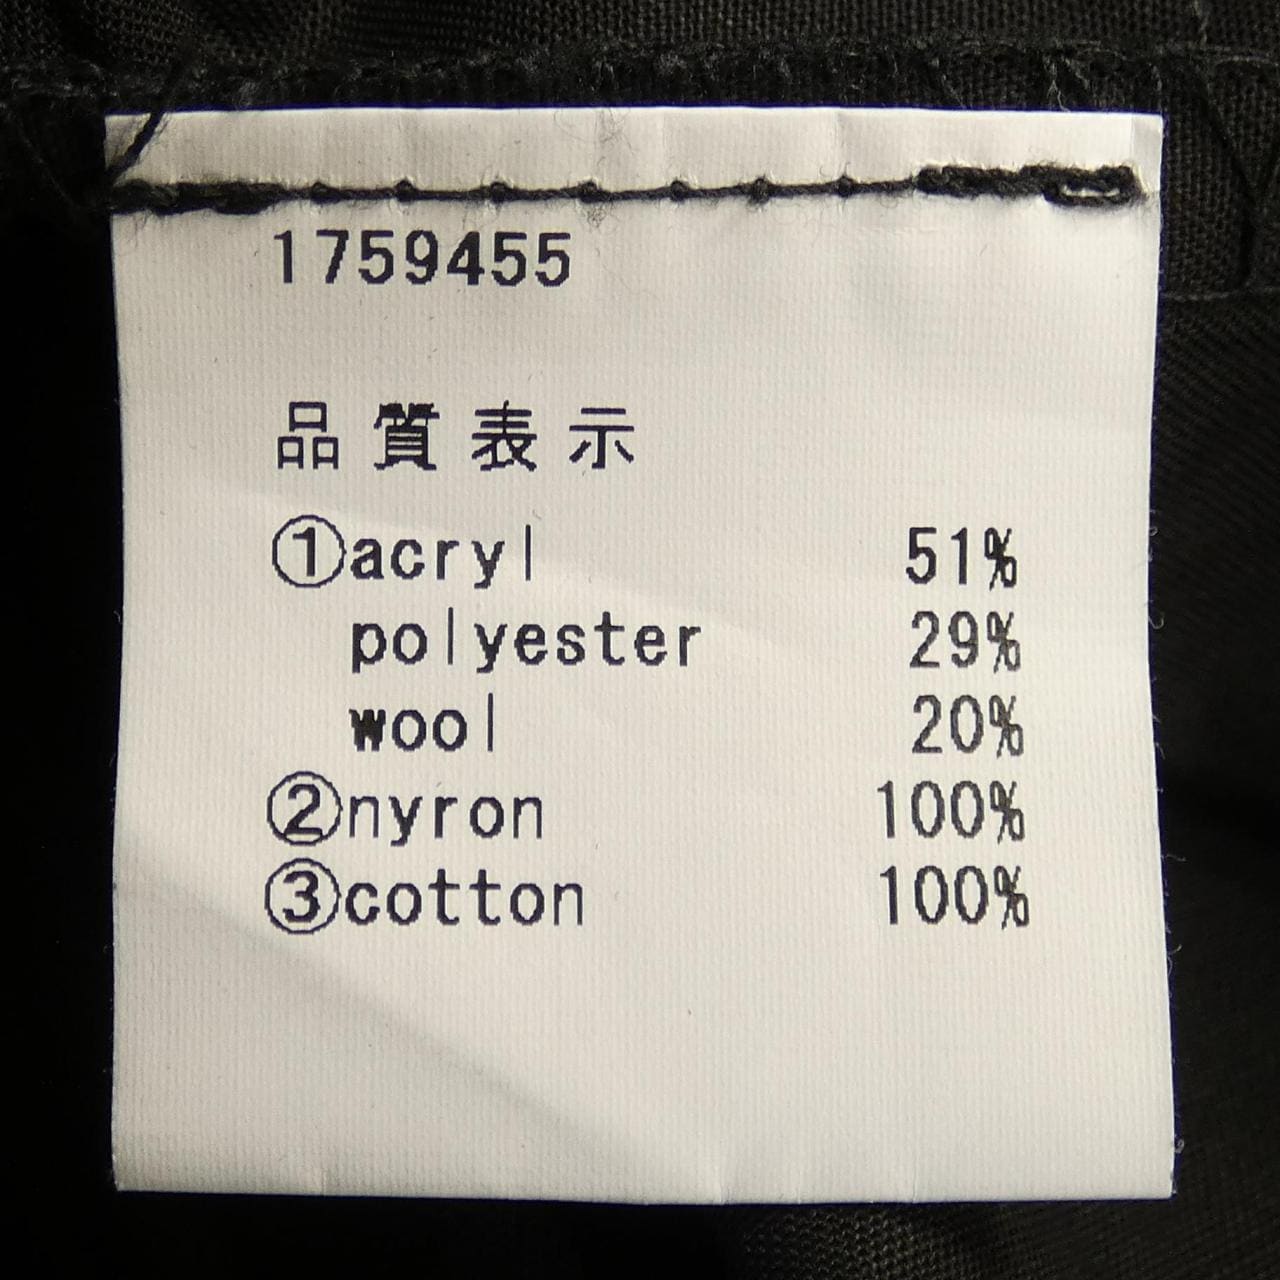 1759455
品質表示
①acryl 51%
polyester 29%
wool 20%
②nyron 100%
③cotton 100%